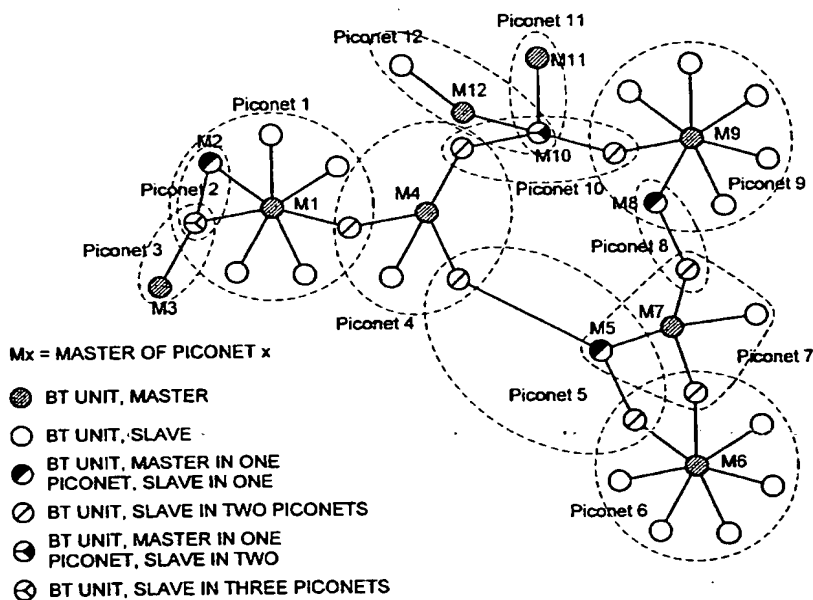 Piconet 11
Piconet 12
M11
M12
Piconet 1
M9
M2
M10
Piconet 2
Piconet 10
M1
M4
M8
Piconet 9
Piconet 3
Piconet 8
M3
Piconet 4
M5
M7
Mx = MASTER OF PICONET x
Piconet 7
BT UNIT, MASTER
Piconet 5
BT UNIT, SLAVE
BT UNIT, MASTER IN ONE
PICONET, SLAVE IN ONE
M6
BT UNIT, SLAVE IN TWO PICONETS
Piconet 6
BT UNIT, MASTER IN ONE
PICONET, SLAVE IN TWO
BT UNIT, SLAVE IN THREE PICONETS